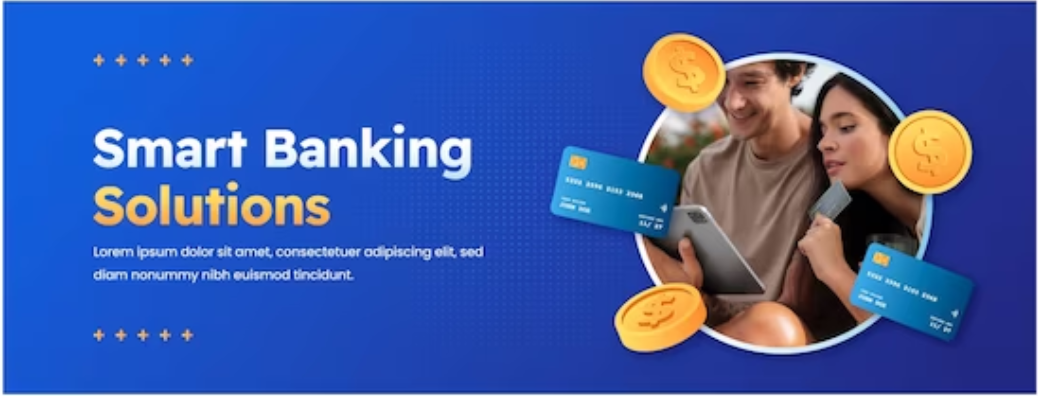 Smart Banking
Solutions
Lorem ipsum dolor sit amet, consectetuer adipiscing elit, sed
diam nonummy nibh euismod tincidunt.